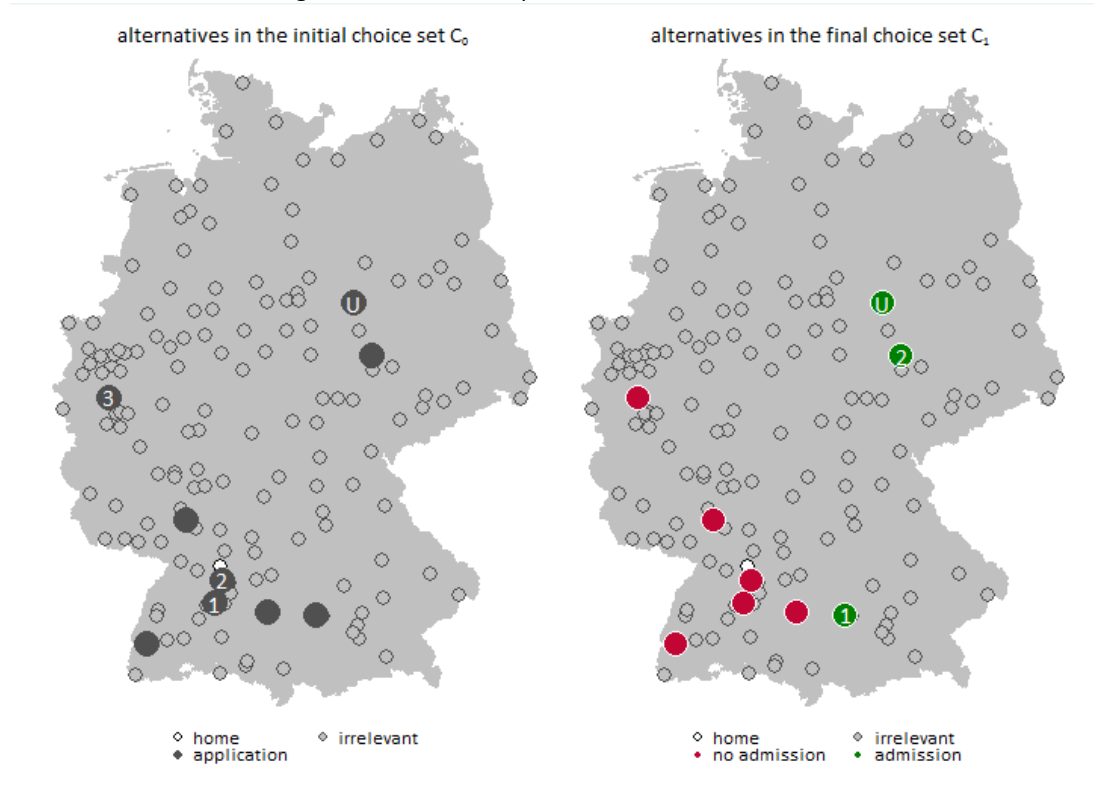 alternatives in the initial choice set C₀
alternatives in the final choice set C₁
U
3
2
1
U
2
1
home
irrelevant
application
home
irrelevant
no admission
admission